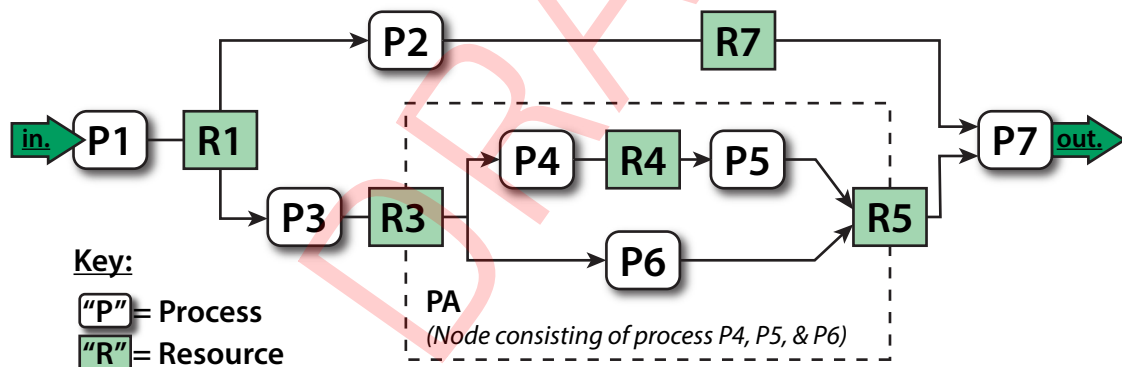 P2
R7
in.
P1
R1
P4
R4
P5
P7
out.
P3
R3
R5
P6
Key:
"P" = Process
"R" = Resource
PA
(Node consisting of process P4, P5, & P6)